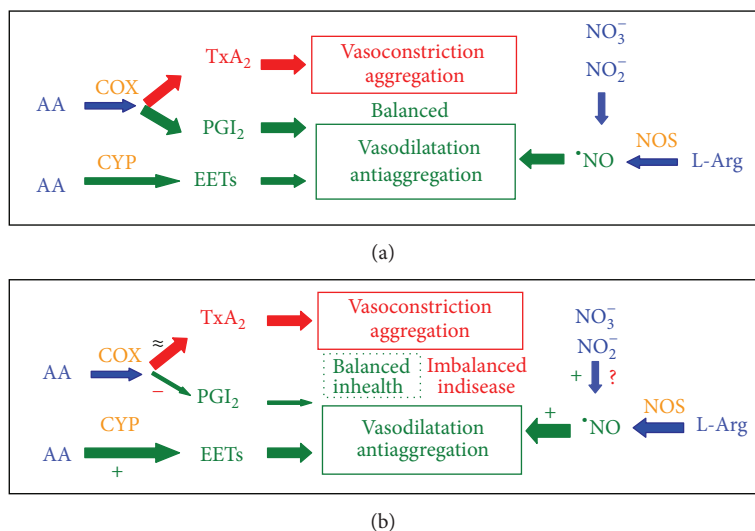 NO₃⁻
TxA₂
Vasoconstriction
aggregation
COX
NO₂⁻
AA
Balanced
PGI₂
Vasodilatation
antiaggregation
NOS
CYP
•NO
L-Arg
AA
EETs
(a)
TxA₂
Vasoconstriction
aggregation
NO₃⁻
≈
COX
NO₂⁻
AA
Balanced
inhealth
Imbalanced
indisease
+
?
−
PGI₂
CYP
Vasodilatation
antiaggregation
+
•NO
NOS
L-Arg
AA
EETs
+
(b)